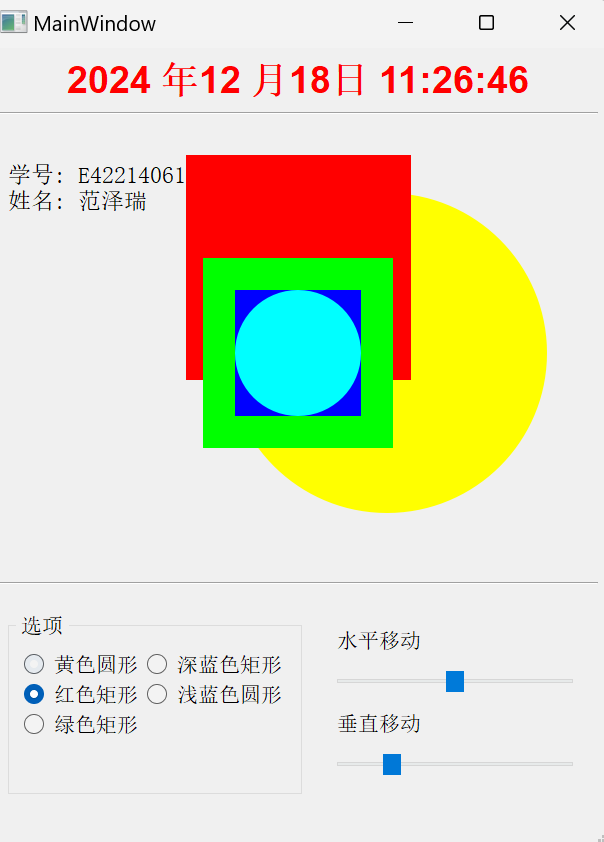 MainWindow
2024 年12 月18日 11:26:46
学号: E42214061
姓名: 范泽瑞
选项
黄色圆形 深蓝色矩形
红色矩形 浅蓝色圆形
绿色矩形
水平移动
垂直移动